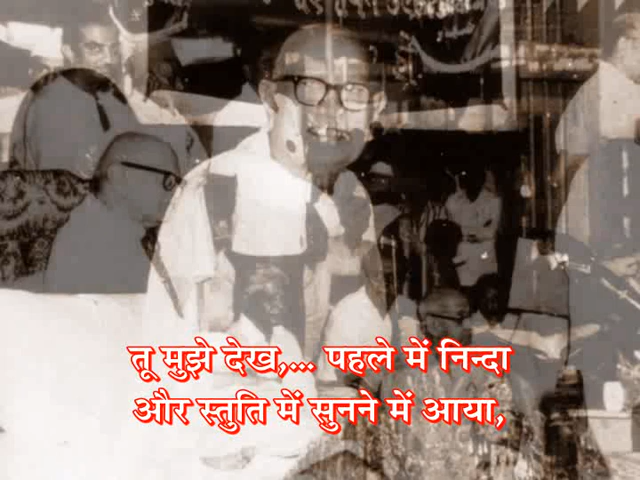 तू मुझे देख,... पहले में निन्दा
और स्तुति में सुनने में आया,